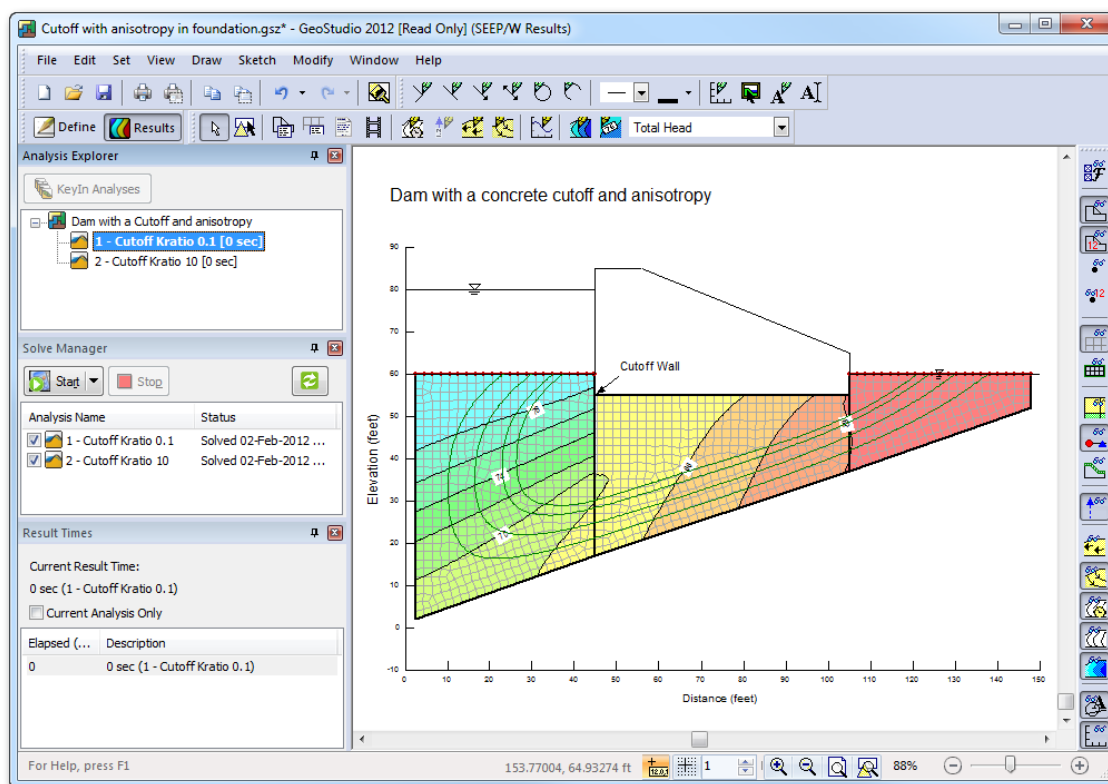 Cutoff with anisotropy in foundation.gsz* - GeoStudio 2012 [Read Only] (SEEP/W Results)
File Edit Set View Draw Sketch Modify Window Help
Define Results Total Head
Analysis Explorer
KeyIn Analyses
Dam with a Cutoff and anisotropy
1 - Cutoff Kratio 0.1 [0 sec]
2 - Cutoff Kratio 10 [0 sec]
Solve Manager
Start Stop
Analysis Name Status
1 - Cutoff Kratio 0.1 Solved 02-Feb-2012 ...
2 - Cutoff Kratio 10 Solved 02-Feb-2012 ...
Result Times
Current Result Time:
0 sec (1 - Cutoff Kratio 0.1)
Current Analysis Only
Elapsed (... Description
0 0 sec (1 - Cutoff Kratio 0.1)
Dam with a concrete cutoff and anisotropy
90
80
70
60
50
40
30
20
10
0
-10
Elevation (feet)
Cutoff Wall
0 10 20 30 40 50 60 70 80 90 100 110 120 130 140 150
Distance (feet)
For Help, press F1
153.77004, 64.93274 ft
1
88%